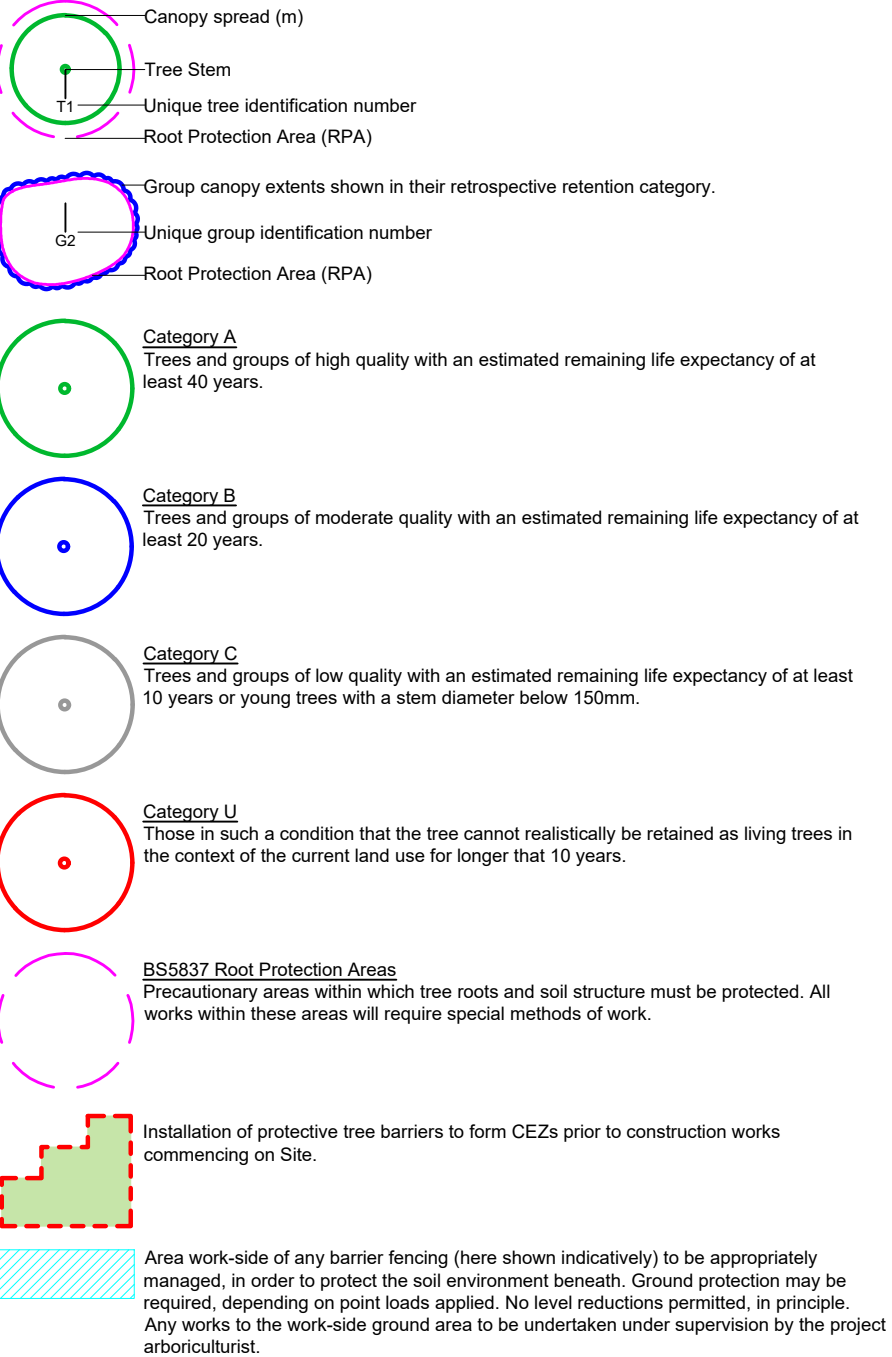 Canopy spread (m)
Tree Stem
T1
Unique tree identification number
Root Protection Area (RPA)
Group canopy extents shown in their retrospective retention category.
G2
Unique group identification number
Root Protection Area (RPA)
Category A
Trees and groups of high quality with an estimated remaining life expectancy of at
least 40 years.
Category B
Trees and groups of moderate quality with an estimated remaining life expectancy of at
least 20 years.
Category C
Trees and groups of low quality with an estimated remaining life expectancy of at least
10 years or young trees with a stem diameter below 150mm.
Category U
Those in such a condition that the tree cannot realistically be retained as living trees in
the context of the current land use for longer that 10 years.
BS5837 Root Protection Areas
Precautionary areas within which tree roots and soil structure must be protected. All
works within these areas will require special methods of work.
Installation of protective tree barriers to form CEZs prior to construction works
commencing on Site.
Area work-side of any barrier fencing (here shown indicatively) to be appropriately
managed, in order to protect the soil environment beneath. Ground protection may be
required, depending on point loads applied. No level reductions permitted, in principle.
Any works to the work-side ground area to be undertaken under supervision by the project
arboriculturist.